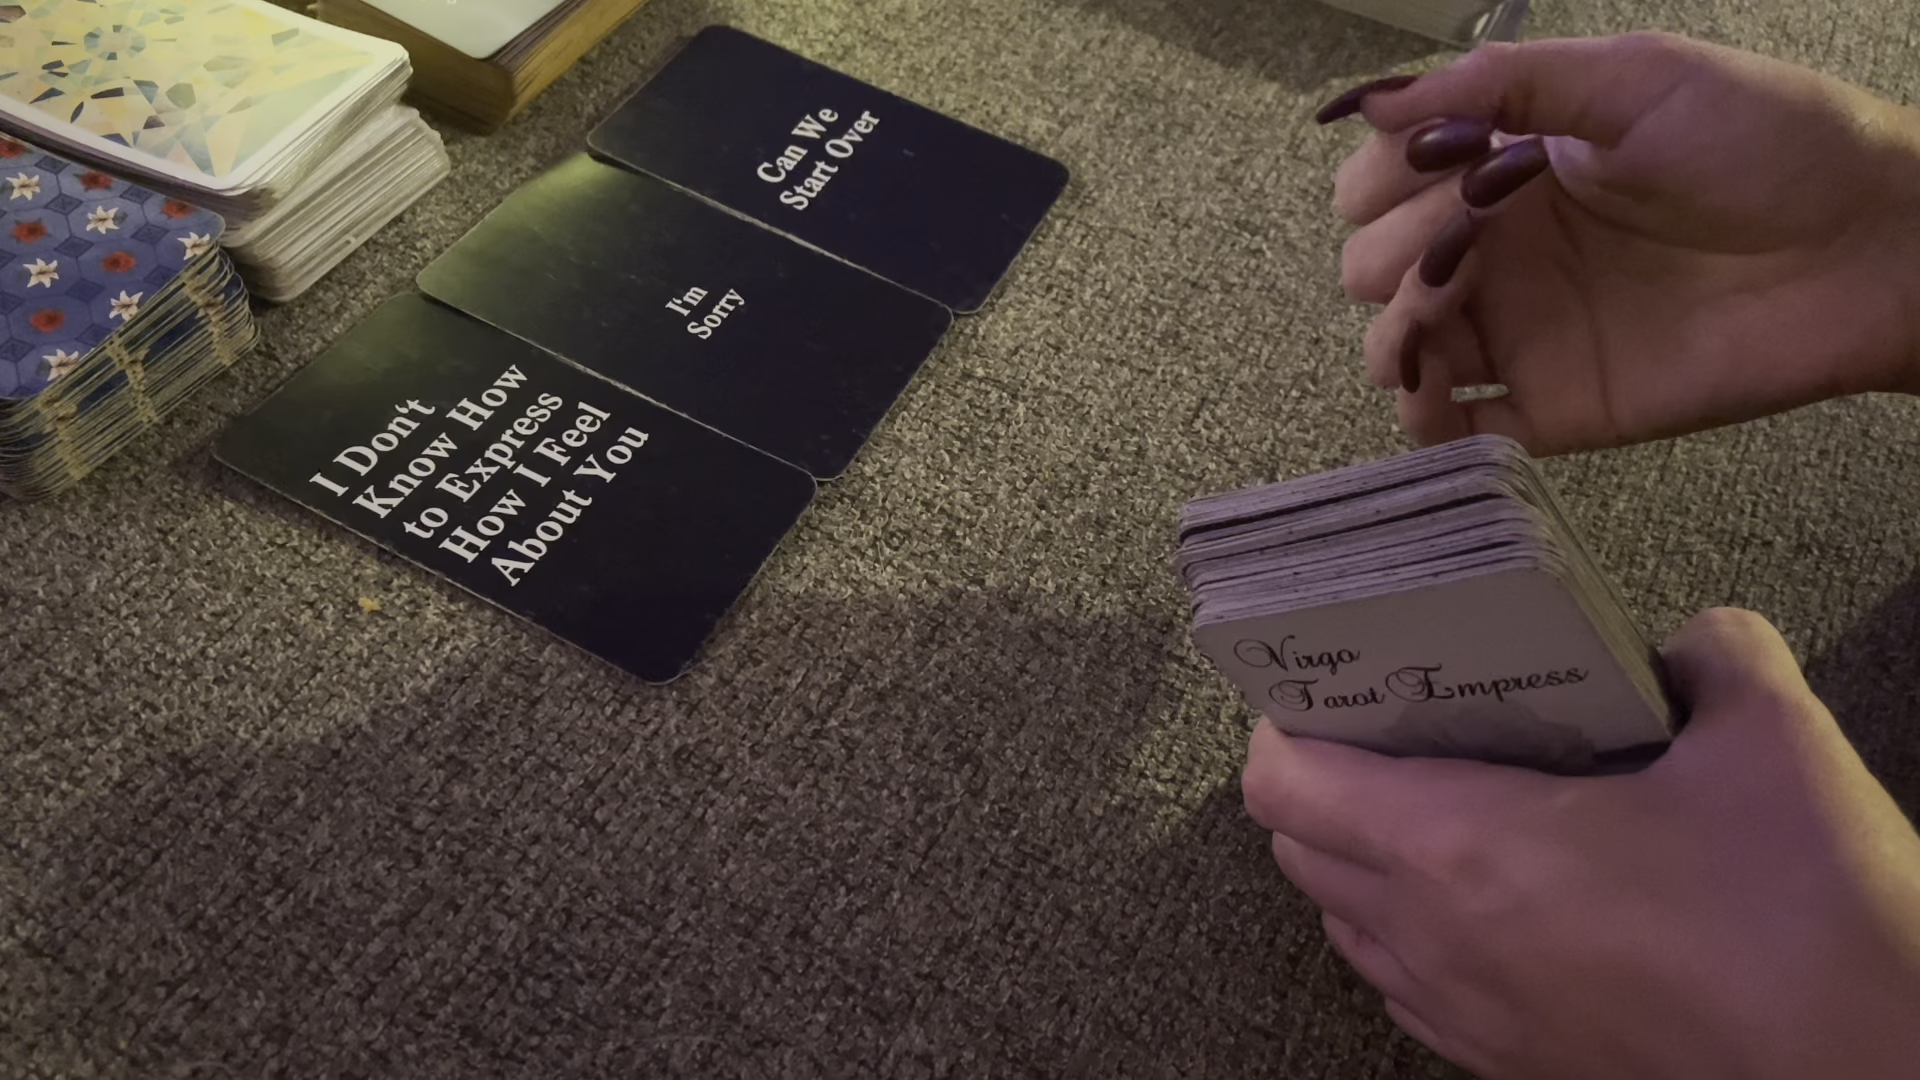 Can We
Start Over
I'm
Sorry
I Don't
Know How
to Express
How I Feel
About You
Virgo
Tarot Empress